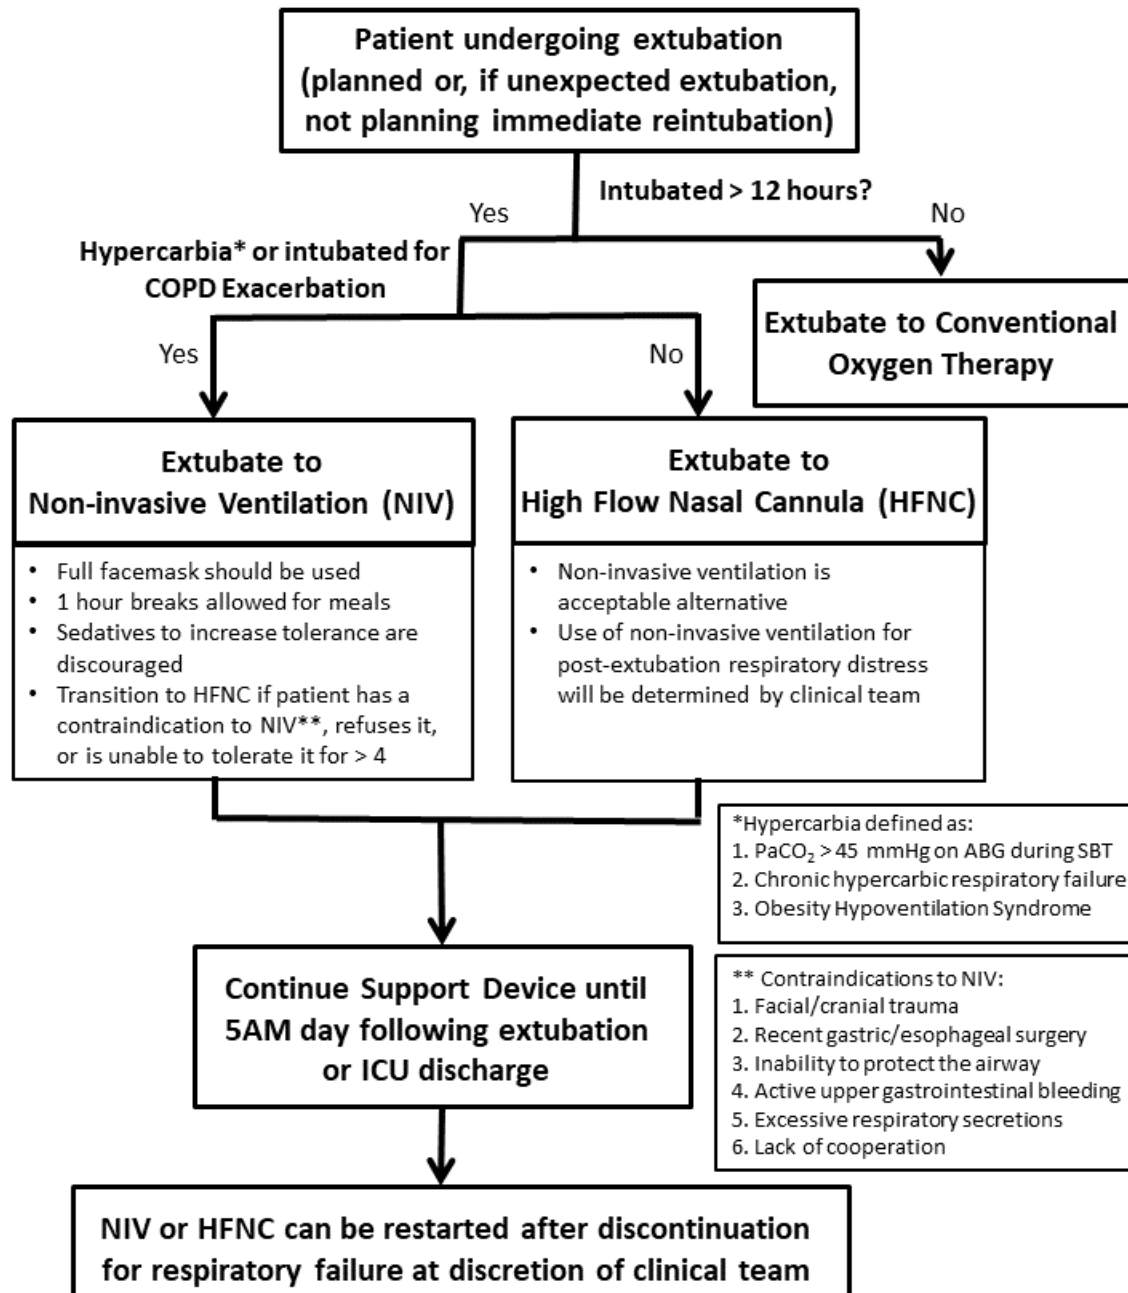 Patient undergoing extubation
(planned or, if unexpected extubation,
not planning immediate reintubation)
Intubated > 12 hours?
Yes
No
Hypercarbia* or intubated for
COPD Exacerbation
Extubate to Conventional
Oxygen Therapy
Yes
No
Extubate to
Non-invasive Ventilation (NIV)
• Full facemask should be used
• 1 hour breaks allowed for meals
• Sedatives to increase tolerance are
discouraged
• Transition to HFNC if patient has a
contraindication to NIV**, refuses it,
or is unable to tolerate it for > 4
Extubate to
High Flow Nasal Cannula (HFNC)
• Non-invasive ventilation is
acceptable alternative
• Use of non-invasive ventilation for
post-extubation respiratory distress
will be determined by clinical team
*Hypercarbia defined as:
1. PaCO₂ > 45 mmHg on ABG during SBT
2. Chronic hypercarbic respiratory failure
3. Obesity Hypoventilation Syndrome
** Contraindications to NIV:
1. Facial/cranial trauma
2. Recent gastric/esophageal surgery
3. Inability to protect the airway
4. Active upper gastrointestinal bleeding
5. Excessive respiratory secretions
6. Lack of cooperation
Continue Support Device until
5AM day following extubation
or ICU discharge
NIV or HFNC can be restarted after discontinuation
for respiratory failure at discretion of clinical team